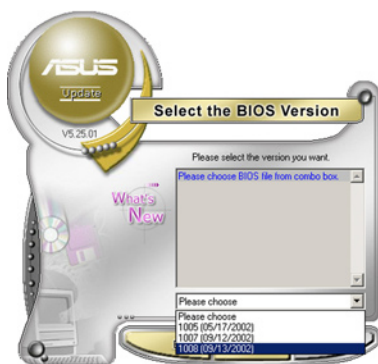 ASUS
Update
V5.25.01
Select the BIOS Version
Please select the version you want.
Please choose BIOS file from combo box.
What's
New
Please choose
Please choose
1005 (05/17/2002)
1007 (09/12/2002)
1008 (09/13/2002)